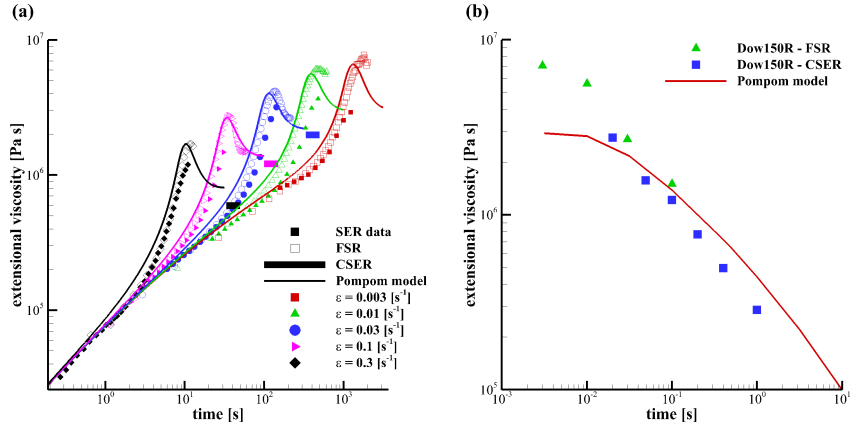 (a)
(b)
10⁷
10⁶
10⁵
extensional viscosity [Pa s]
SER data
FSR
CSER
Pompom model
ε = 0.003 [s⁻¹]
ε = 0.01 [s⁻¹]
ε = 0.03 [s⁻¹]
ε = 0.1 [s⁻¹]
ε = 0.3 [s⁻¹]
10⁰
10¹
10²
10³
time [s]
10⁷
10⁶
10⁵
extensional viscosity [Pa s]
Dow150R - FSR
Dow150R - CSER
Pompom model
10⁻³
10⁻²
10⁻¹
10⁰
10¹
time [s]